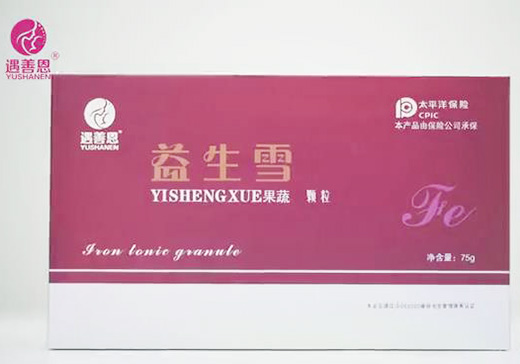 遇善恩®
YUSHANEN
遇善恩®
YUSHANEN
太平洋保险
CPIC
本产品由保险公司承保
益生雪
YISHENGXUE果蔬 颗粒
Fe
Iron tonic granule
净含量：75g